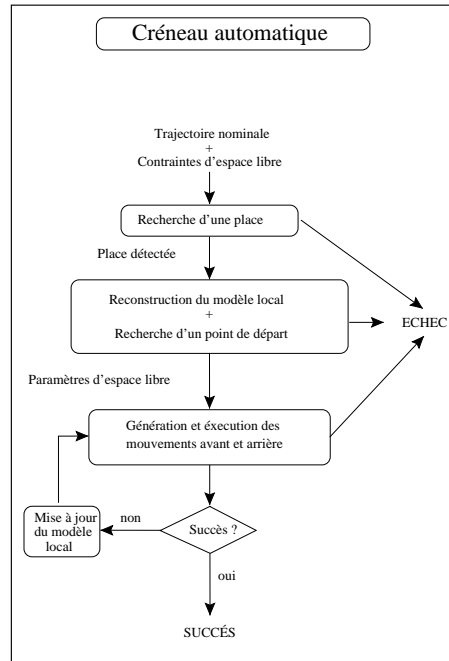 Créneau automatique
Trajectoire nominale
+
Contraintes d'espace libre
Recherche d'une place
Place détectée
Reconstruction du modèle local
+
Recherche d'un point de départ
ECHEC
Paramètres d'espace libre
Génération et éxecution des
mouvements avant et arrière
Mise à jour
du modèle
local
non
Succès ?
oui
SUCCÉS